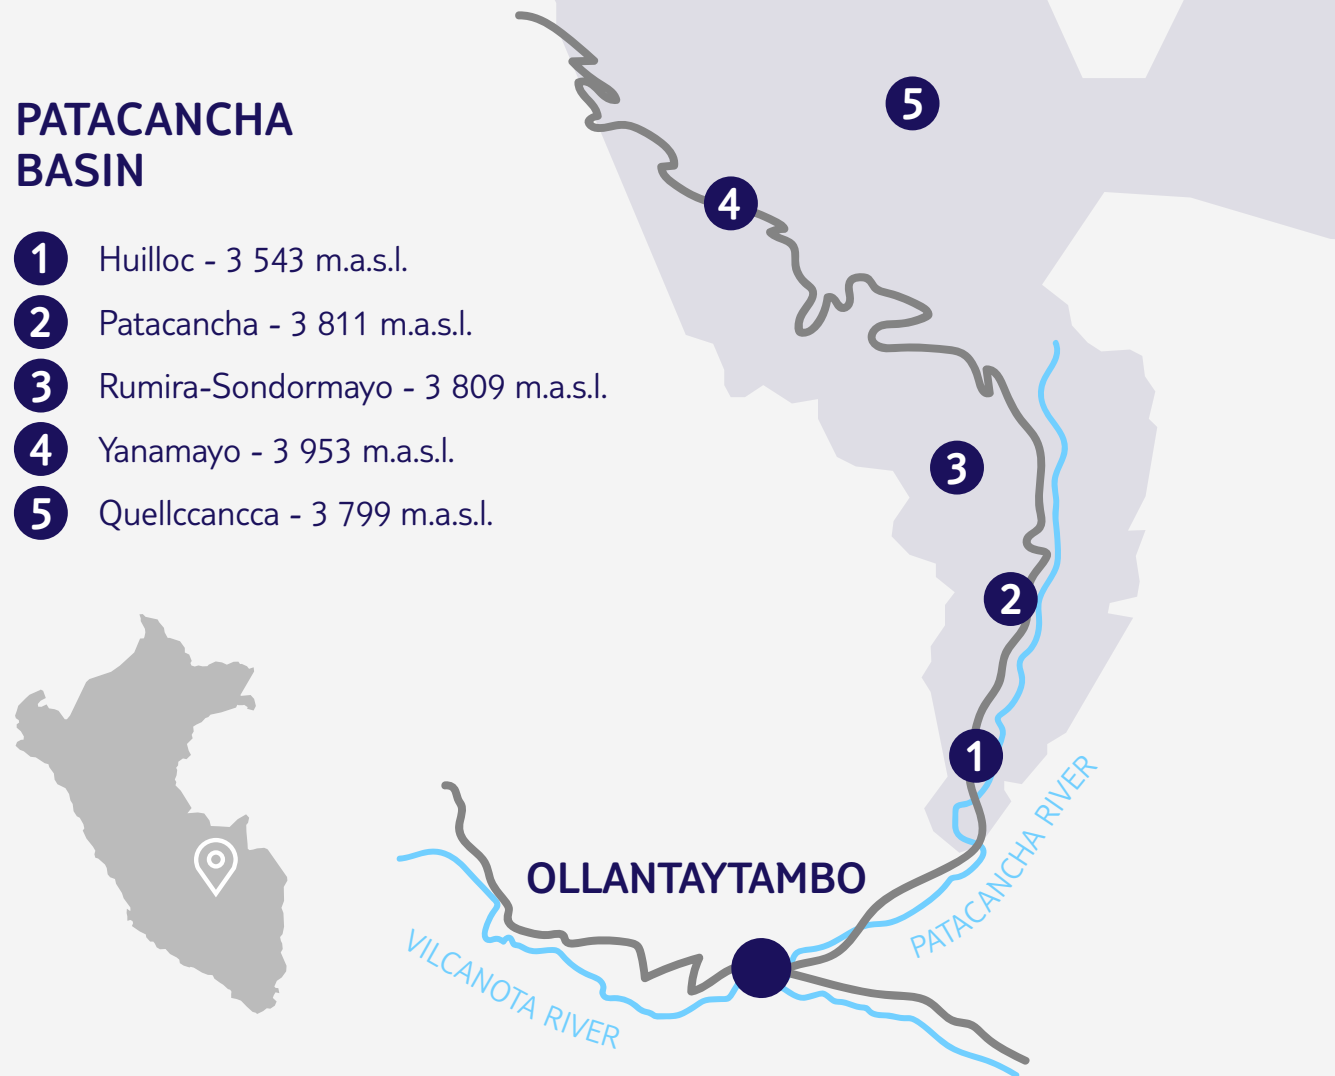 PATACANCHA
BASIN
1 Huilloc - 3 543 m.a.s.l.
2 Patacancha - 3 811 m.a.s.l.
3 Rumira-Sondormayo - 3 809 m.a.s.l.
4 Yanamayo - 3 953 m.a.s.l.
5 Quellccancca - 3 799 m.a.s.l.
5
4
3
2
1
PATACANCHA RIVER
OLLANTAYTAMBO
VILCANOTA RIVER